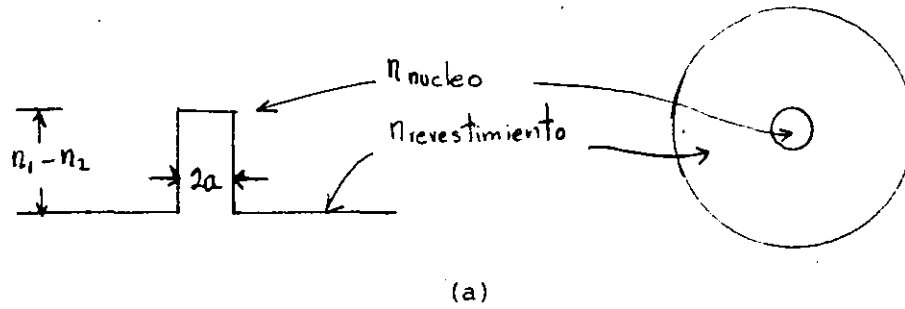 n nucleo
n revestimiento
n₁ - n₂
2a
(a)